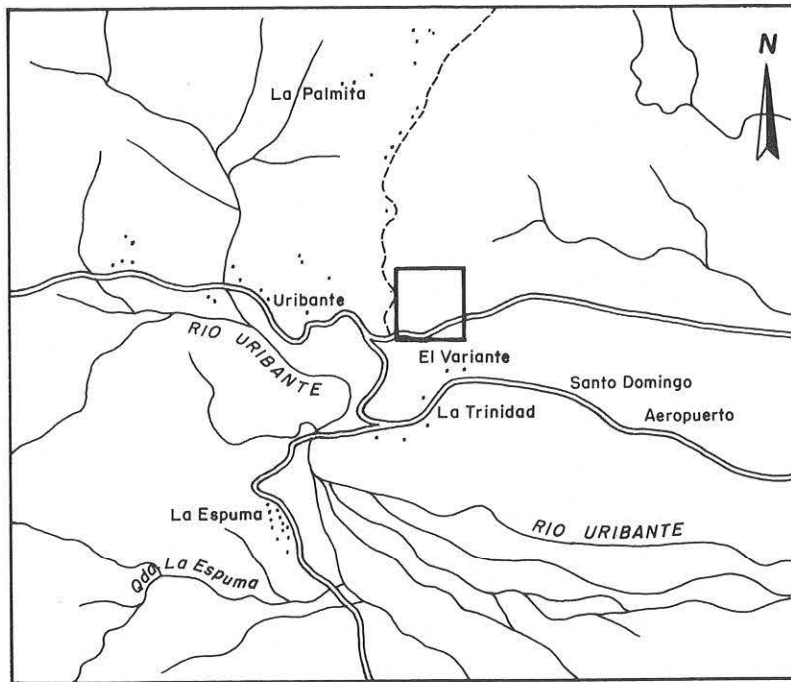 N
La Palmita
Uribante
RIO URIBANTE
El Variante
Santo Domingo
La Trinidad
Aeropuerto
La Espuma
RIO URIBANTE
Qda. La Espuma